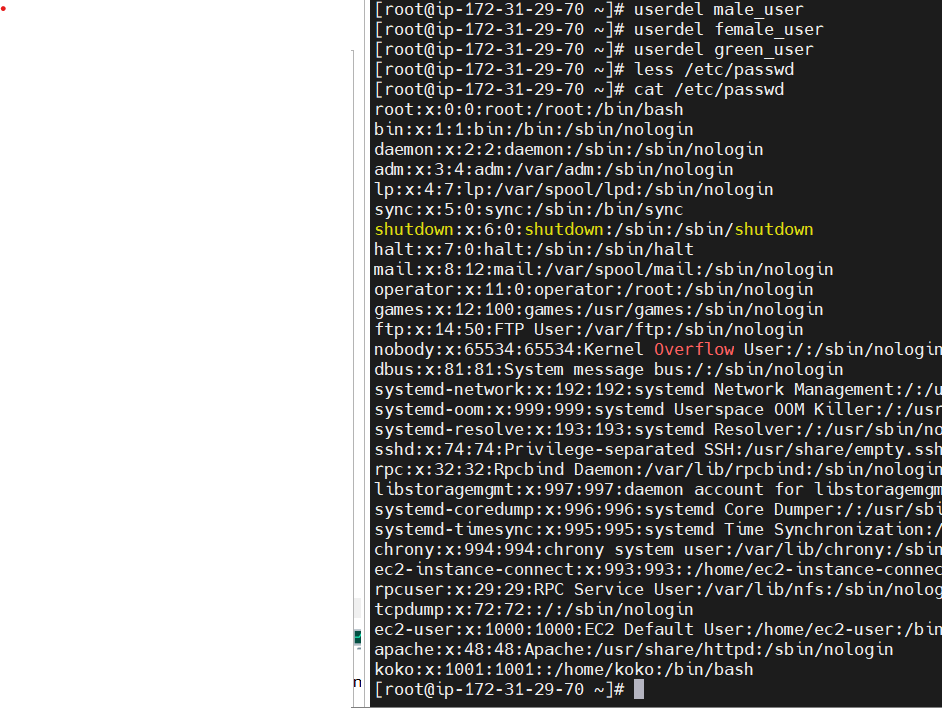 [root@ip-172-31-29-70 ~]# userdel male_user
[root@ip-172-31-29-70 ~]# userdel female_user
[root@ip-172-31-29-70 ~]# userdel green_user
[root@ip-172-31-29-70 ~]# less /etc/passwd
[root@ip-172-31-29-70 ~]# cat /etc/passwd
root:x:0:0:root:/root:/bin/bash
bin:x:1:1:bin:/bin:/sbin/nologin
daemon:x:2:2:daemon:/sbin:/sbin/nologin
adm:x:3:4:adm:/var/adm:/sbin/nologin
lp:x:4:7:lp:/var/spool/lpd:/sbin/nologin
sync:x:5:0:sync:/sbin:/bin/sync
shutdown:x:6:0:shutdown:/sbin:/sbin/shutdown
halt:x:7:0:halt:/sbin:/sbin/halt
mail:x:8:12:mail:/var/spool/mail:/sbin/nologin
operator:x:11:0:operator:/root:/sbin/nologin
games:x:12:100:games:/usr/games:/sbin/nologin
ftp:x:14:50:FTP User:/var/ftp:/sbin/nologin
nobody:x:65534:65534:Kernel Overflow User:/:/sbin/nologin
dbus:x:81:81:System message bus:/:/sbin/nologin
systemd-network:x:192:192:systemd Network Management:/:/u
systemd-oom:x:999:999:systemd Userspace OOM Killer:/:/usr
systemd-resolve:x:193:193:systemd Resolver:/:/usr/sbin/no
sshd:x:74:74:Privilege-separated SSH:/usr/share/empty.ssh
rpc:x:32:32:Rpcbind Daemon:/var/lib/rpcbind:/sbin/nologin
libstoragemgmt:x:997:997:daemon account for libstoragemgm
systemd-coredump:x:996:996:systemd Core Dumper:/:/usr/sbi
systemd-timesync:x:995:995:systemd Time Synchronization:/
chrony:x:994:994:chrony system user:/var/lib/chrony:/sbin
ec2-instance-connect:x:993:993::/home/ec2-instance-connec
rpcuser:x:29:29:RPC Service User:/var/lib/nfs:/sbin/nolog
tcpdump:x:72:72::/:/sbin/nologin
ec2-user:x:1000:1000:EC2 Default User:/home/ec2-user:/bin
apache:x:48:48:Apache:/usr/share/httpd:/sbin/nologin
koko:x:1001:1001::/home/koko:/bin/bash
n
[root@ip-172-31-29-70 ~]#